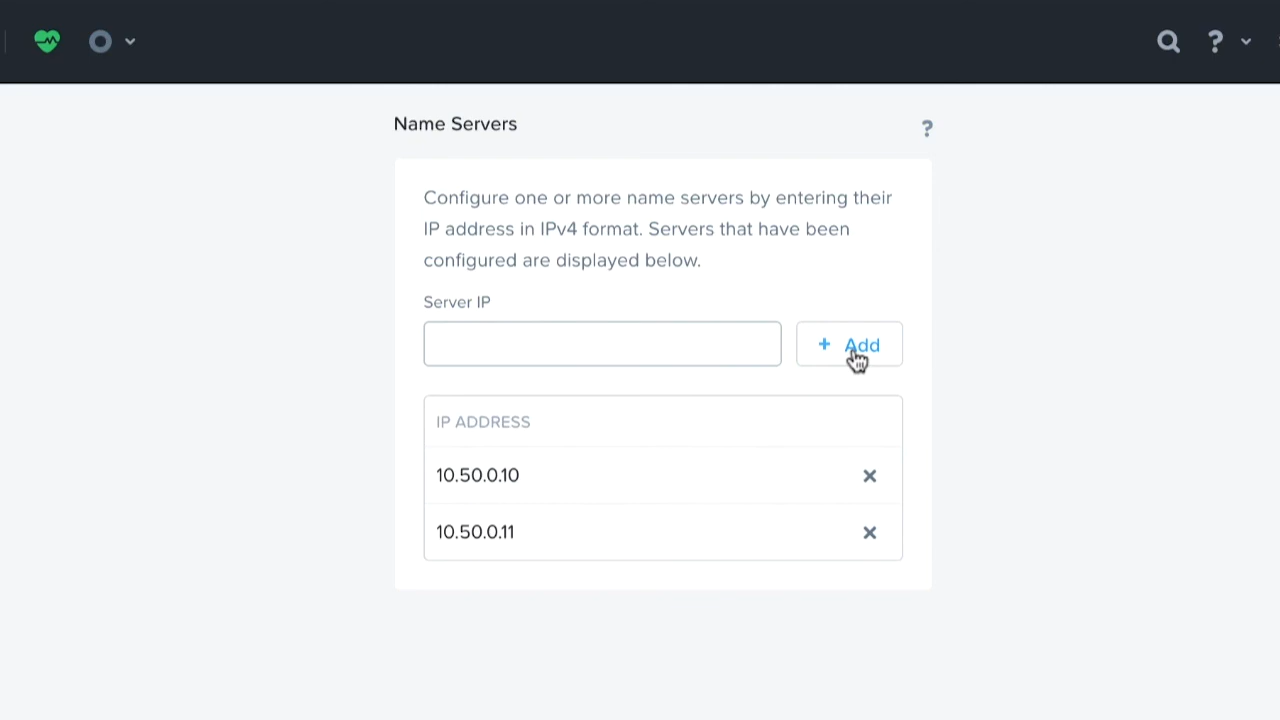 ?
Name Servers
?
Configure one or more name servers by entering their
IP address in IPv4 format. Servers that have been
configured are displayed below.
Server IP
+ Add
IP ADDRESS
10.50.0.10
10.50.0.11